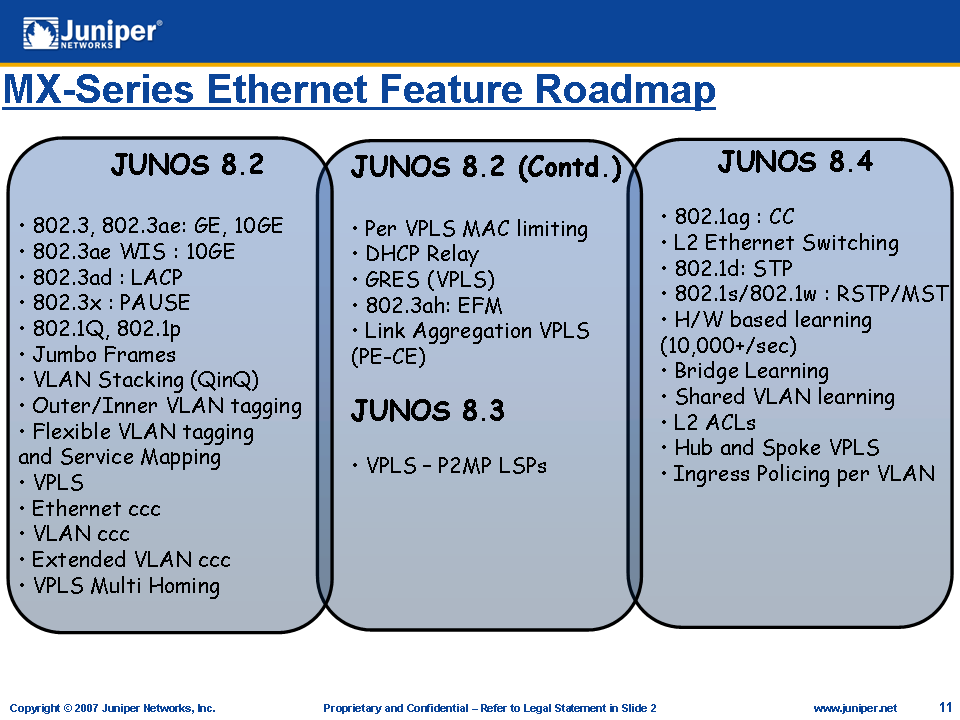 Juniper®
NETWORKS
MX-Series Ethernet Feature Roadmap
JUNOS 8.2
• 802.3, 802.3ae: GE, 10GE
• 802.3ae WIS : 10GE
• 802.3ad : LACP
• 802.3x : PAUSE
• 802.1Q, 802.1p
• Jumbo Frames
• VLAN Stacking (QinQ)
• Outer/Inner VLAN tagging
• Flexible VLAN tagging
and Service Mapping
• VPLS
• Ethernet ccc
• VLAN ccc
• Extended VLAN ccc
• VPLS Multi Homing
JUNOS 8.2 (Contd.)
• Per VPLS MAC limiting
• DHCP Relay
• GRES (VPLS)
• 802.3ah: EFM
• Link Aggregation VPLS
(PE-CE)
JUNOS 8.3
• VPLS – P2MP LSPs
JUNOS 8.4
• 802.1ag : CC
• L2 Ethernet Switching
• 802.1d: STP
• 802.1s/802.1w : RSTP/MST
• H/W based learning
(10,000+/sec)
• Bridge Learning
• Shared VLAN learning
• L2 ACLs
• Hub and Spoke VPLS
• Ingress Policing per VLAN
Copyright © 2007 Juniper Networks, Inc.
Proprietary and Confidential – Refer to Legal Statement in Slide 2
www.juniper.net
11